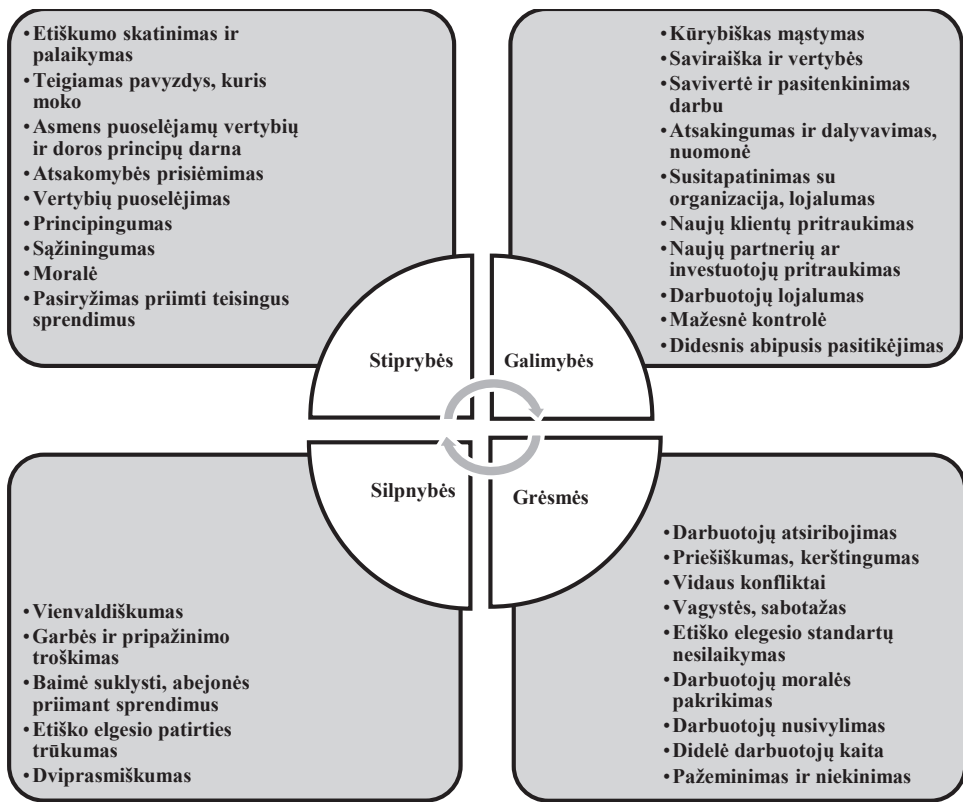 •Etiškumo skatinimas ir
palaikymas
•Teigiamas pavyzdys, kuris
moko
•Asmens puoselėjamų vertybių
ir doros principų darna
•Atsakomybės prisiėmimas
•Vertybių puoselėjimas
•Principingumas
•Sąžiningumas
•Moralė
•Pasiryžimas priimti teisingus
sprendimus
•Kūrybiškas mąstymas
•Saviraiška ir vertybės
•Savivertė ir pasitenkinimas
darbu
•Atsakingumas ir dalyvavimas,
nuomonė
•Susitapatinimas su
organizacija, lojalumas
•Naujų klientų pritraukimas
•Naujų partnerių ar
investuotojų pritraukimas
•Darbuotojų lojalumas
•Mažesnė kontrolė
•Didesnis abipusis pasitikėjimas
Stiprybės
Galimybės
Silpnybės
Grėsmės
•Vienvaldiškumas
•Garbės ir pripažinimo
troškimas
•Baimė suklysti, abejonės
priimant sprendimus
•Etiško elgesio patirties
trūkumas
•Dviprasmiškumas
•Darbuotojų atsiribojimas
•Priešiškumas, kerštingumas
•Vidaus konfliktai
•Vagystės, sabotažas
•Etiško elegesio standartų
nesilaikymas
•Darbuotojų moralės
pakrikimas
•Darbuotojų nusivylimas
•Didelė darbuotojų kaita
•Pažeminimas ir niekinimas